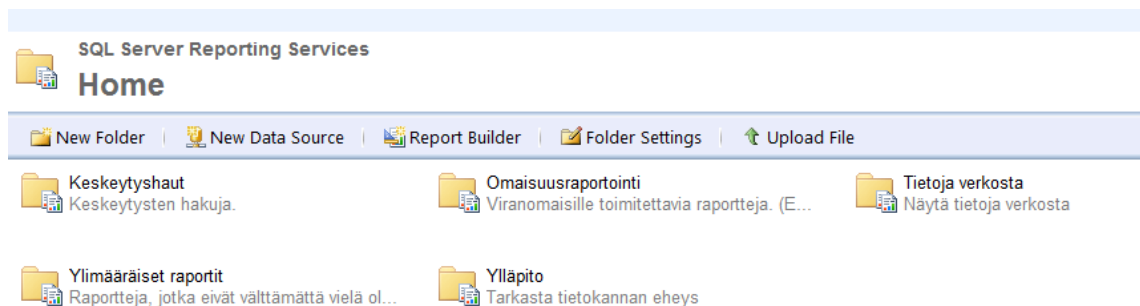 SQL Server Reporting Services
Home
New Folder New Data Source Report Builder Folder Settings Upload File
Keskeytyshaut Omaisuusraportointi Tietoja verkosta
Keskeytysten hakuja. Viranomaisille toimitettavia raportteja. (E... Näytä tietoja verkosta
Ylimääräiset raportit Ylläpito
Raportteja, jotka eivät välttämättä vielä ol... Tarkasta tietokannan eheys